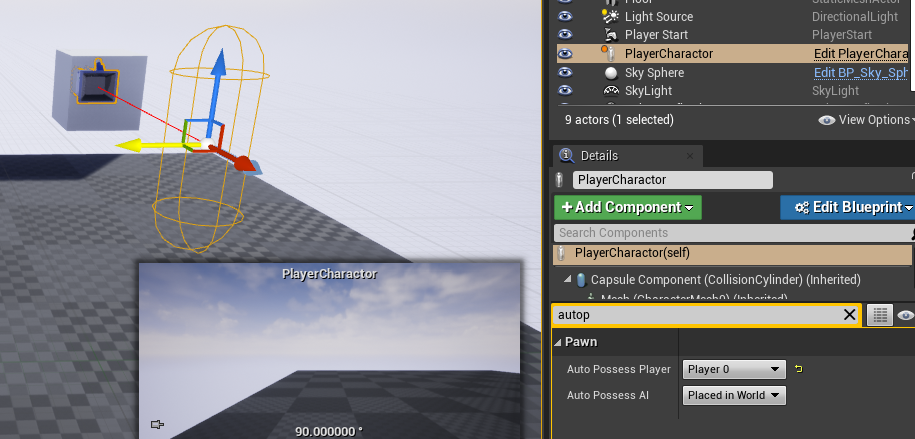 Light Source DirectionalLight
Player Start PlayerStart
PlayerCharactor Edit PlayerChara
Sky Sphere Edit BP_Sky_Sph
SkyLight SkyLight
9 actors (1 selected) View Options
Details
PlayerCharactor
+Add Component Edit Blueprint
Search Components
PlayerCharactor(self)
Capsule Component (CollisionCylinder) (Inherited)
Mesh (CharacterMesh0) (Inherited)
autop
Pawn
Auto Possess Player Player 0
Auto Possess AI Placed in World
PlayerCharactor
90.000000 °